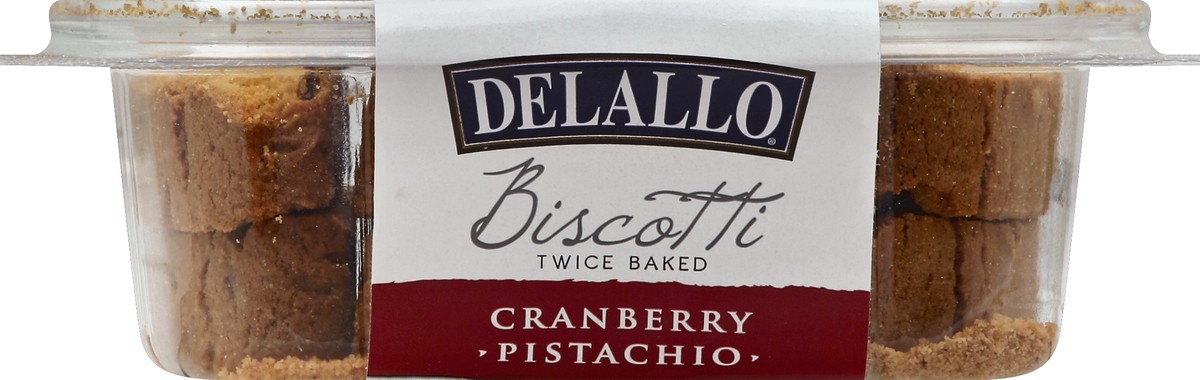 DELALLO®
Biscotti
TWICE BAKED
CRANBERRY
PISTACHIO